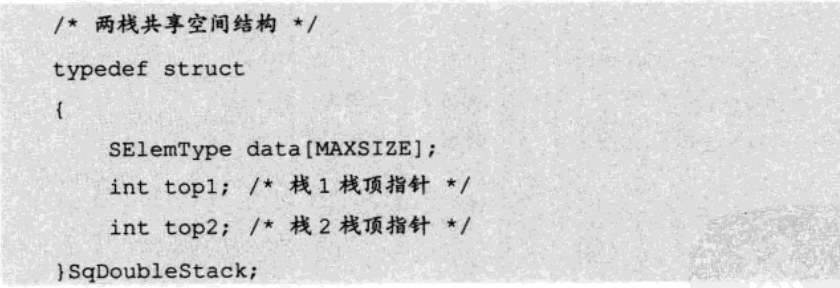 /* 两栈共享空间结构 */
typedef struct
{
    SElemType data[MAXSIZE];
    int top1; /* 栈1栈顶指针 */
    int top2; /* 栈2栈顶指针 */
}SqDoubleStack;